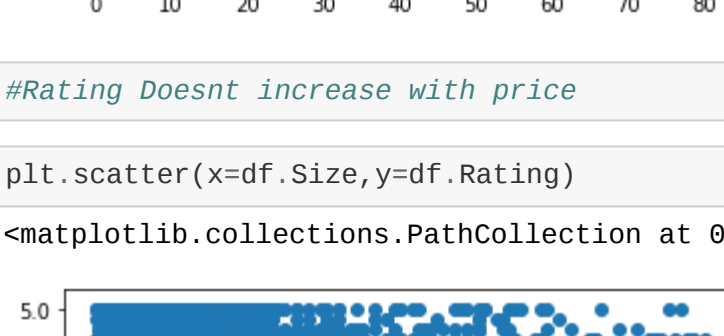 0 10 20 30 40 50 60 70 80
#Rating Doesnt increase with price
plt.scatter(x=df.Size,y=df.Rating)
<matplotlib.collections.PathCollection at 0
5.0